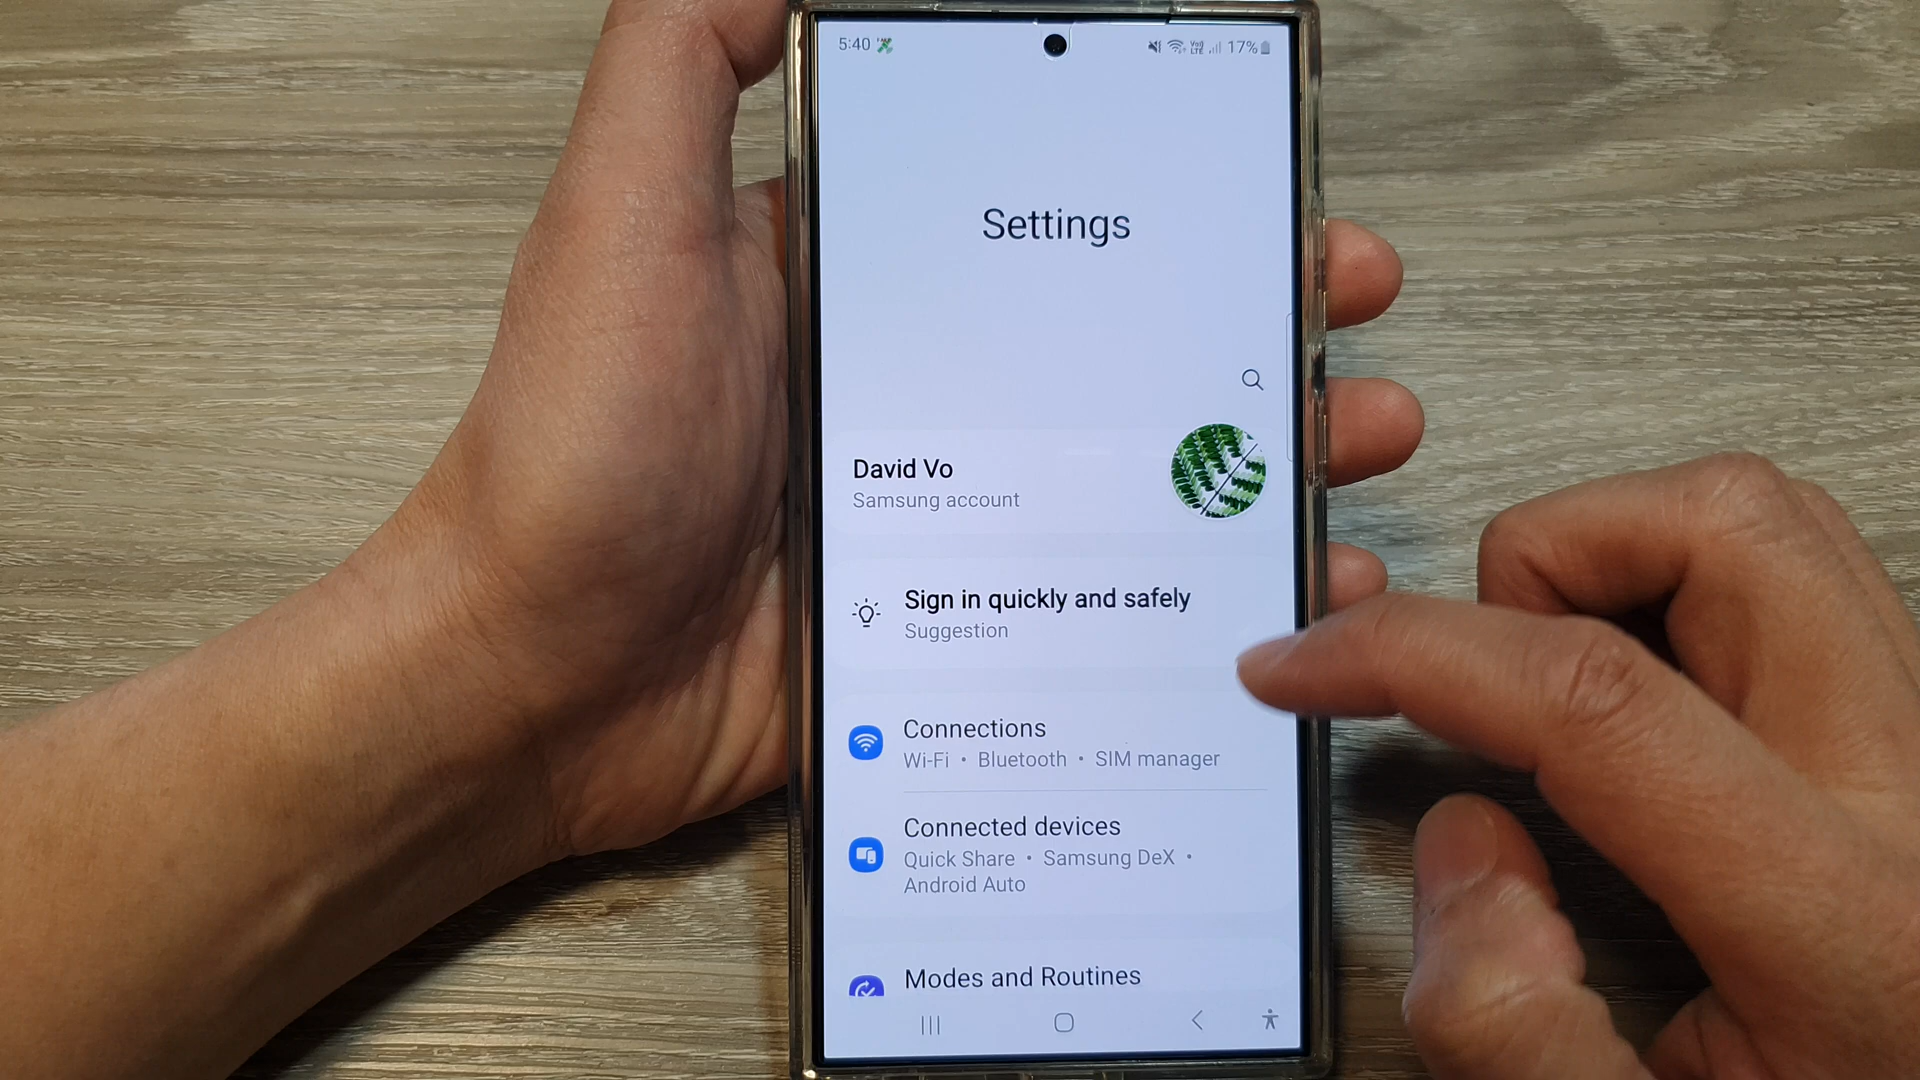 5:40 17%
Settings
David Vo
Samsung account
Sign in quickly and safely
Suggestion
Connections
Wi-Fi • Bluetooth • SIM manager
Connected devices
Quick Share • Samsung DeX •
Android Auto
Modes and Routines